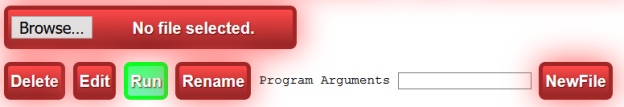 Browse... No file selected.
Delete Edit Run Rename Program Arguments NewFile